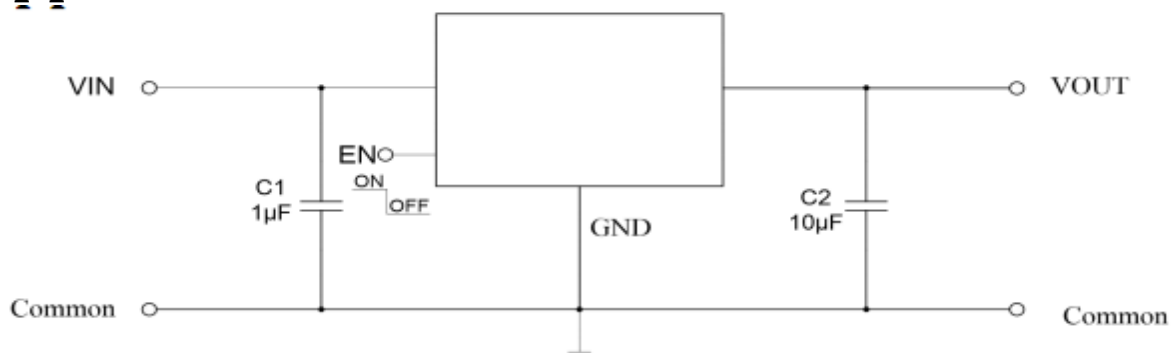 VIN
VOUT
EN
ON
OFF
C1
1µF
C2
10µF
GND
Common
Common